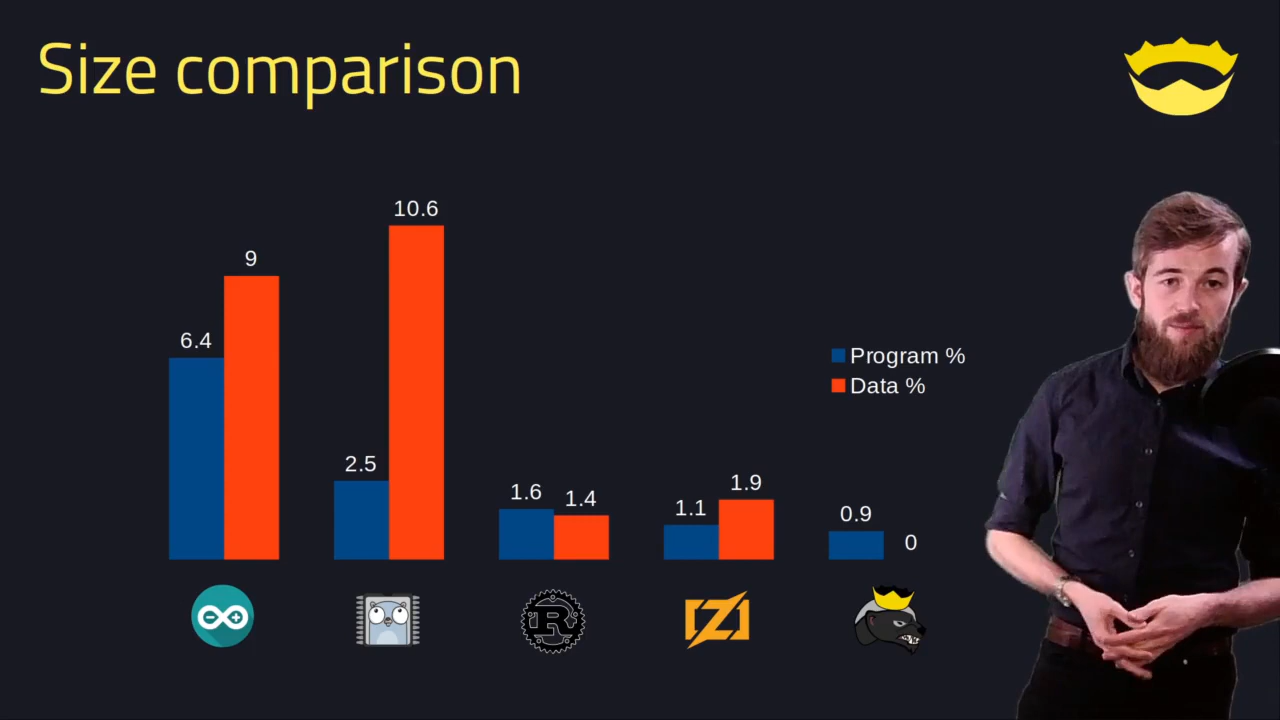 Size comparison
10.6
9
6.4
2.5
1.6
1.4
1.1
1.9
0.9
0
Program %
Data %
R